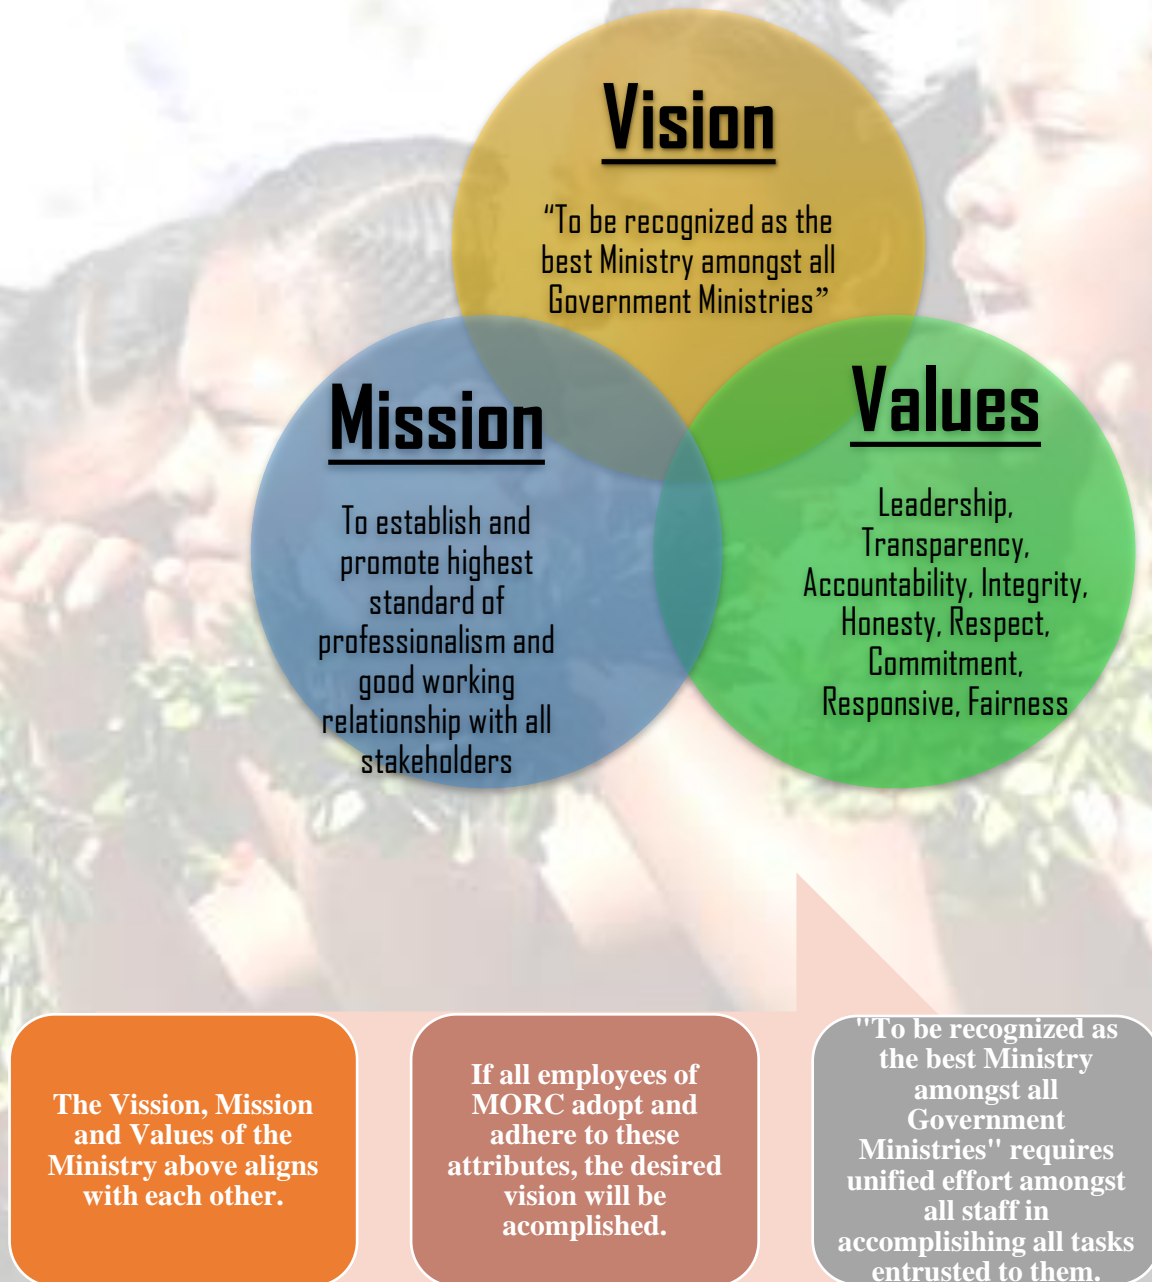 Vision
“To be recognized as the
best Ministry amongst all
Government Ministries”
Mission
To establish and
promote highest
standard of
professionalism and
good working
relationship with all
stakeholders
Values
Leadership,
Transparency,
Accountability, Integrity,
Honesty, Respect,
Commitment,
Responsive, Fairness
The Vission, Mission
and Values of the
Ministry above aligns
with each other.
If all employees of
MORC adopt and
adhere to these
attributes, the desired
vision will be
acomplished.
"To be recognized as
the best Ministry
amongst all
Government
Ministries" requires
unified effort amongst
all staff in
accomplisihing all tasks
entrusted to them.